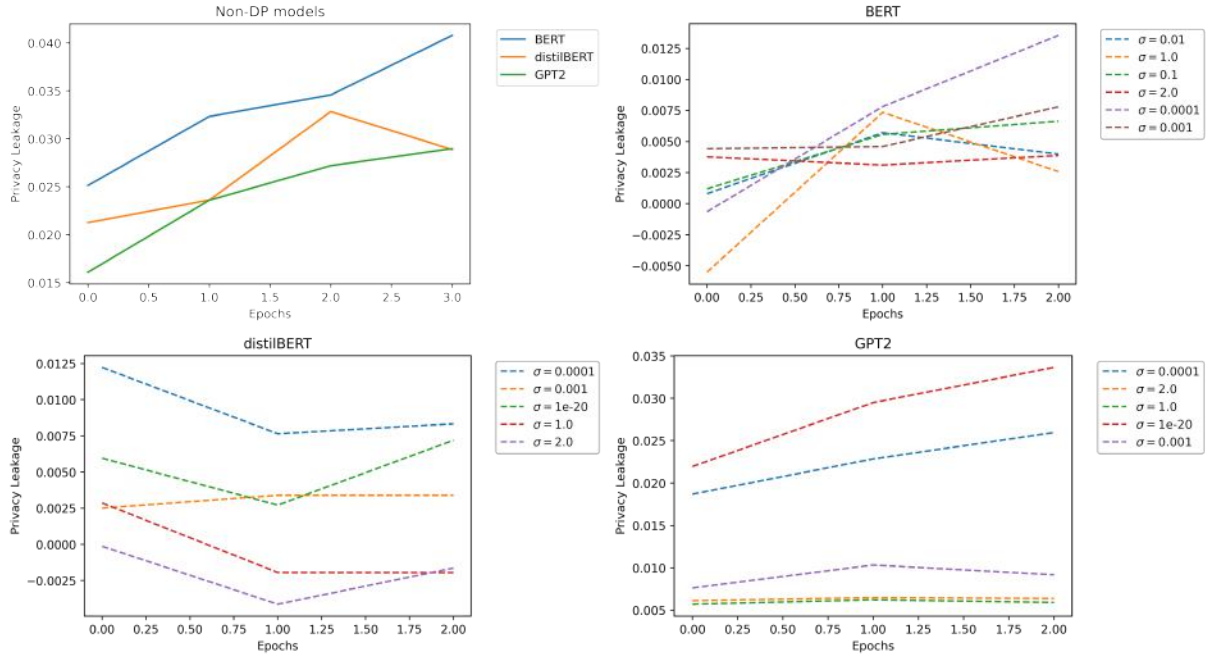 Non-DP models
0.040
0.035
0.030
0.025
0.020
0.015
Privacy Leakage
0.0 0.5 1.0 1.5 2.0 2.5 3.0
Epochs
BERT
distilBERT
GPT2
BERT
0.0125
0.0100
0.0075
0.0050
0.0025
0.0000
−0.0025
−0.0050
Privacy Leakage
0.00 0.25 0.50 0.75 1.00 1.25 1.50 1.75 2.00
Epochs
σ = 0.01
σ = 1.0
σ = 0.1
σ = 2.0
σ = 0.0001
σ = 0.001
distilBERT
0.0125
0.0100
0.0075
0.0050
0.0025
0.0000
−0.0025
Privacy Leakage
0.00 0.25 0.50 0.75 1.00 1.25 1.50 1.75 2.00
Epochs
σ = 0.0001
σ = 0.001
σ = 1e-20
σ = 1.0
σ = 2.0
GPT2
0.035
0.030
0.025
0.020
0.015
0.010
0.005
Privacy Leakage
0.00 0.25 0.50 0.75 1.00 1.25 1.50 1.75 2.00
Epochs
σ = 0.0001
σ = 2.0
σ = 1.0
σ = 1e-20
σ = 0.001